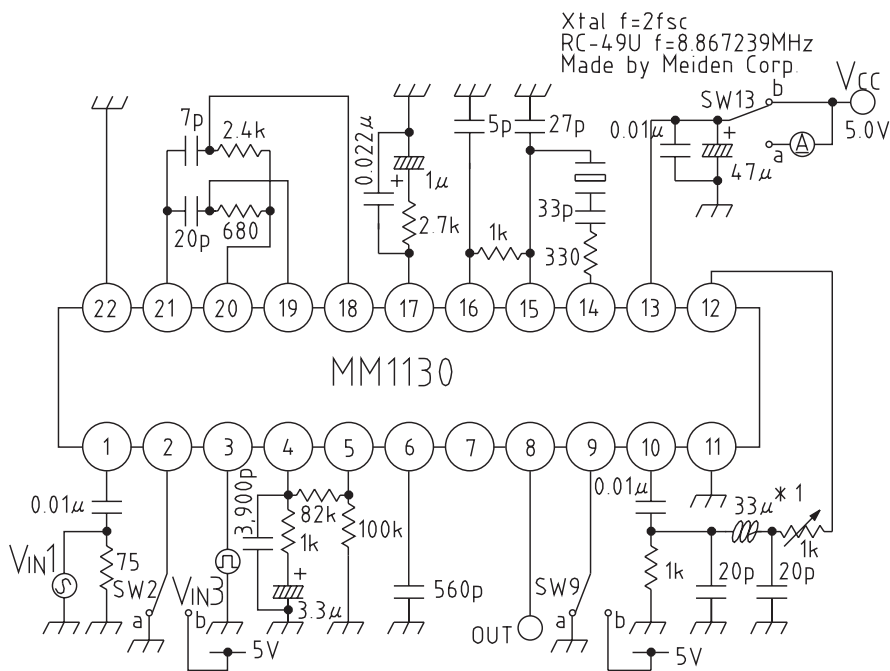 Xtal f=2fsc
RC-49U f=8.867239MHz
Made by Meiden Corp.
VCC
b
SW13
5.0V
7p
2.4k
0.022μ
5p
27p
0.01μ
+
a
A
1μ
+
47μ
20p
680
2.7k
1k
33p
330
22
21
20
19
18
17
16
15
14
13
12
MM1130
1
2
3
4
5
6
7
8
9
10
11
0.01μ
3,900p
82k
0.01μ
33μ*1
1k
100k
1k
VIN1
75
SW2
VIN3
+
560p
SW9
1k
20p
20p
a
b
3.3μ
OUT
a
b
5V
5V